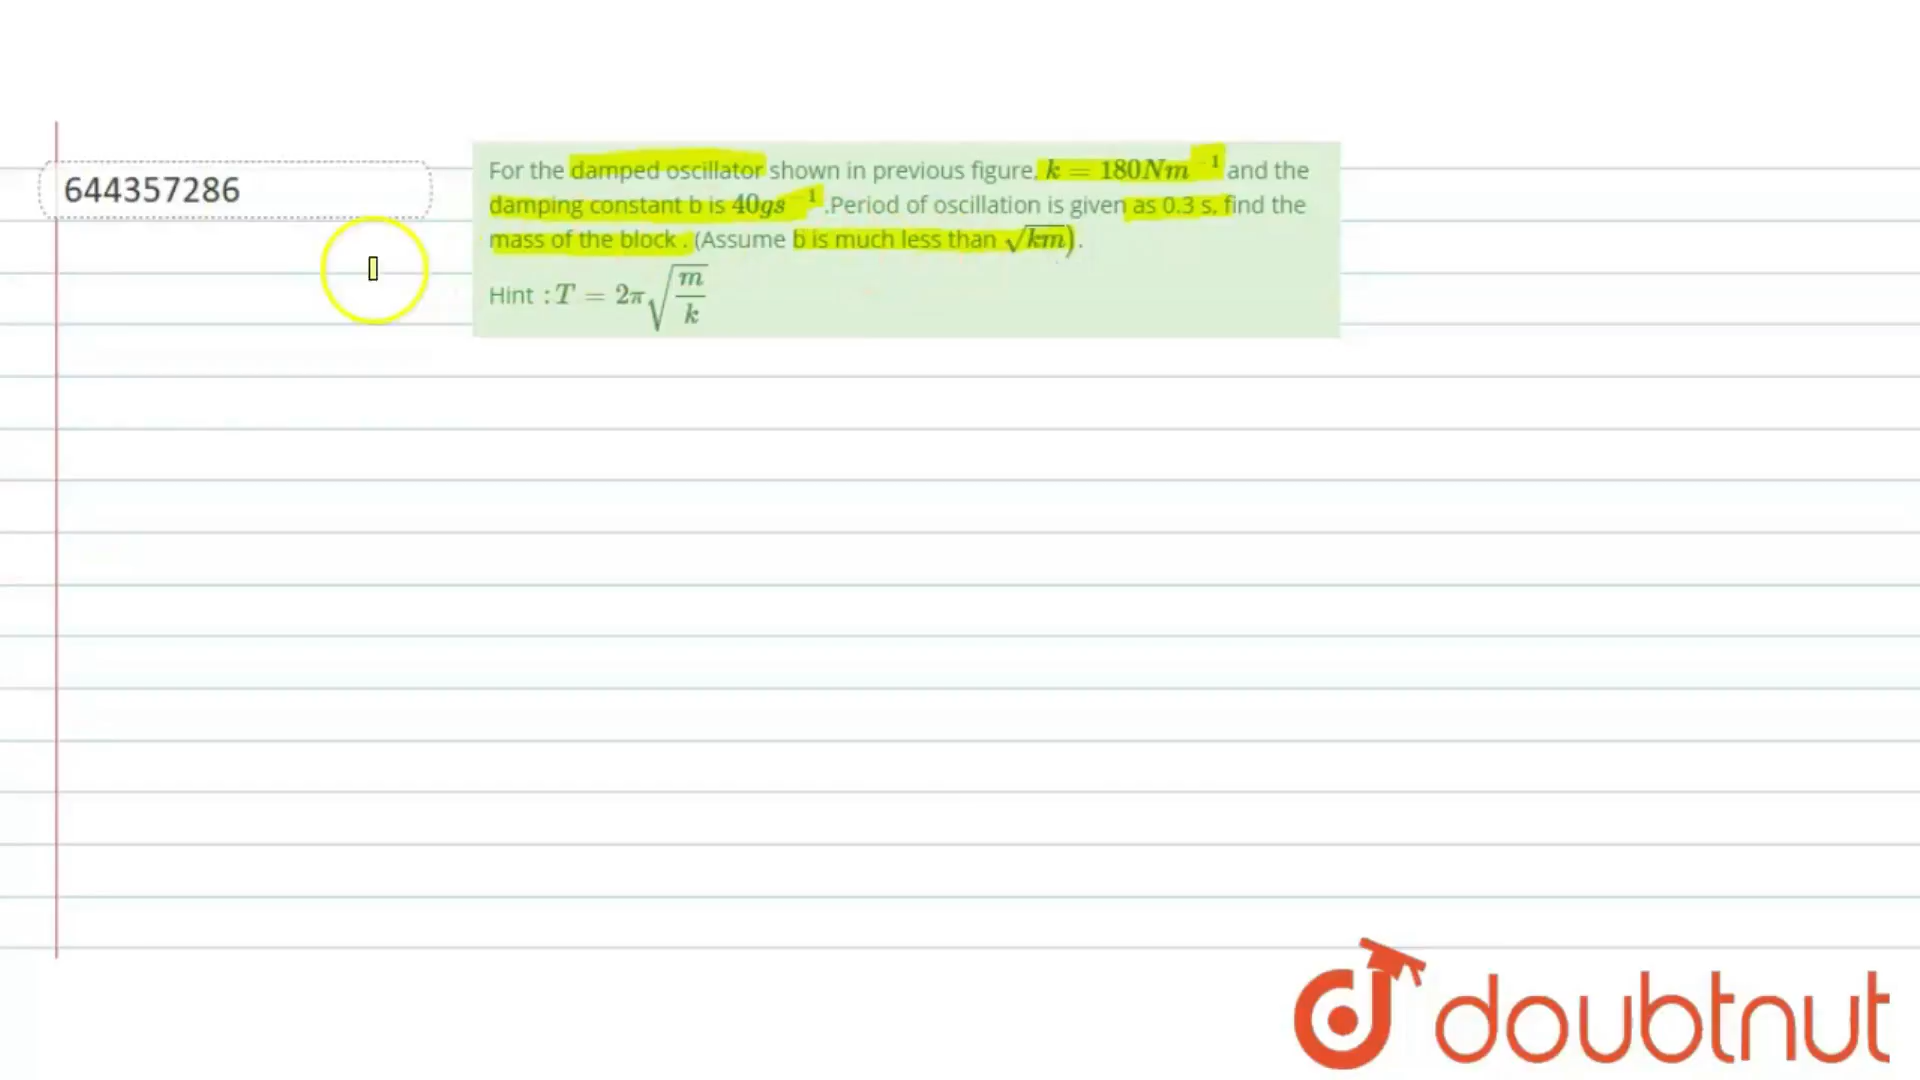 644357286
For the damped oscillator shown in previous figure, k = 180Nm⁻¹ and the
damping constant b is 40gs⁻¹.Period of oscillation is given as 0.3 s, find the
mass of the block . (Assume b is much less than √km).
Hint : T = 2π√(m/k)
doubtnut